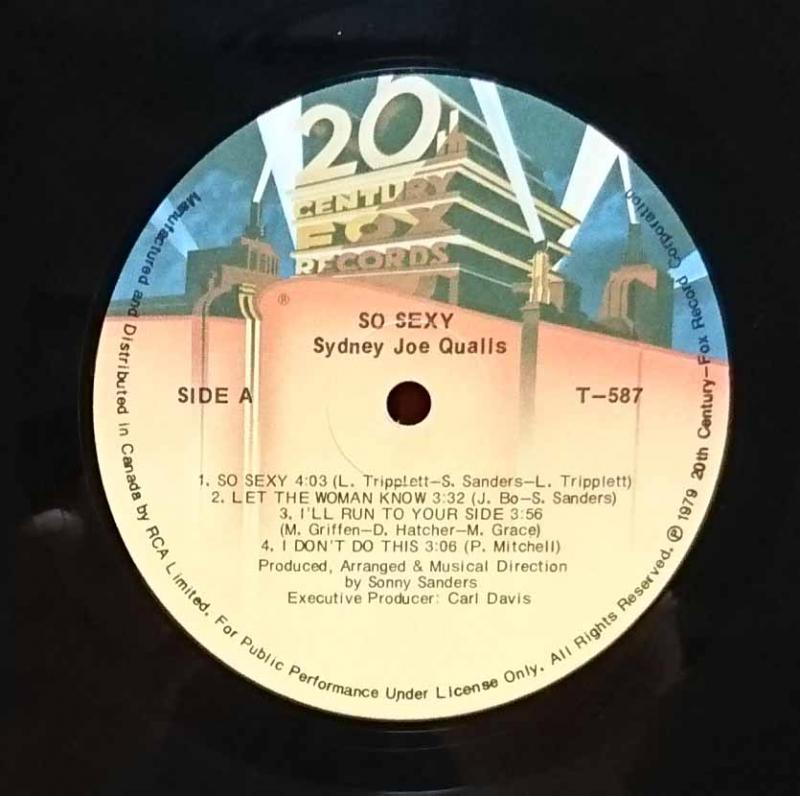 20th
CENTURY
FOX
RECORDS
®
SO SEXY
Sydney Joe Qualls
SIDE A
T-587
1. SO SEXY 4:03 (L. Tripplett-S. Sanders-L. Tripplett)
2. LET THE WOMAN KNOW 3:32 (J. Bo-S. Sanders)
3. I'LL RUN TO YOUR SIDE 3:56
(M. Griffen-D. Hatcher-M. Grace)
4. I DON'T DO THIS 3:06 (P. Mitchell)
Produced, Arranged & Musical Direction
by Sonny Sanders
Executive Producer: Carl Davis
Manufactured and Distributed in Canada by RCA Limited. For Public Performance Under License Only. All Rights Reserved. ℗ 1979 20th Century-Fox Record Corporation